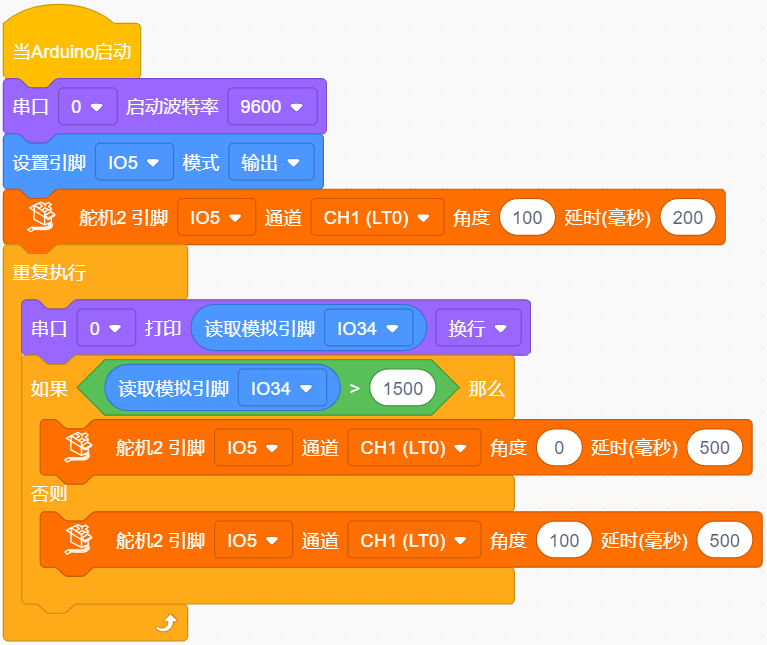 当Arduino启动
串口 0 启动波特率 9600
设置引脚 IO5 模式 输出
舵机2 引脚 IO5 通道 CH1 (LT0) 角度 100 延时(毫秒) 200
重复执行
串口 0 打印 读取模拟引脚 IO34 换行
如果 读取模拟引脚 IO34 > 1500 那么
舵机2 引脚 IO5 通道 CH1 (LT0) 角度 0 延时(毫秒) 500
否则
舵机2 引脚 IO5 通道 CH1 (LT0) 角度 100 延时(毫秒) 500